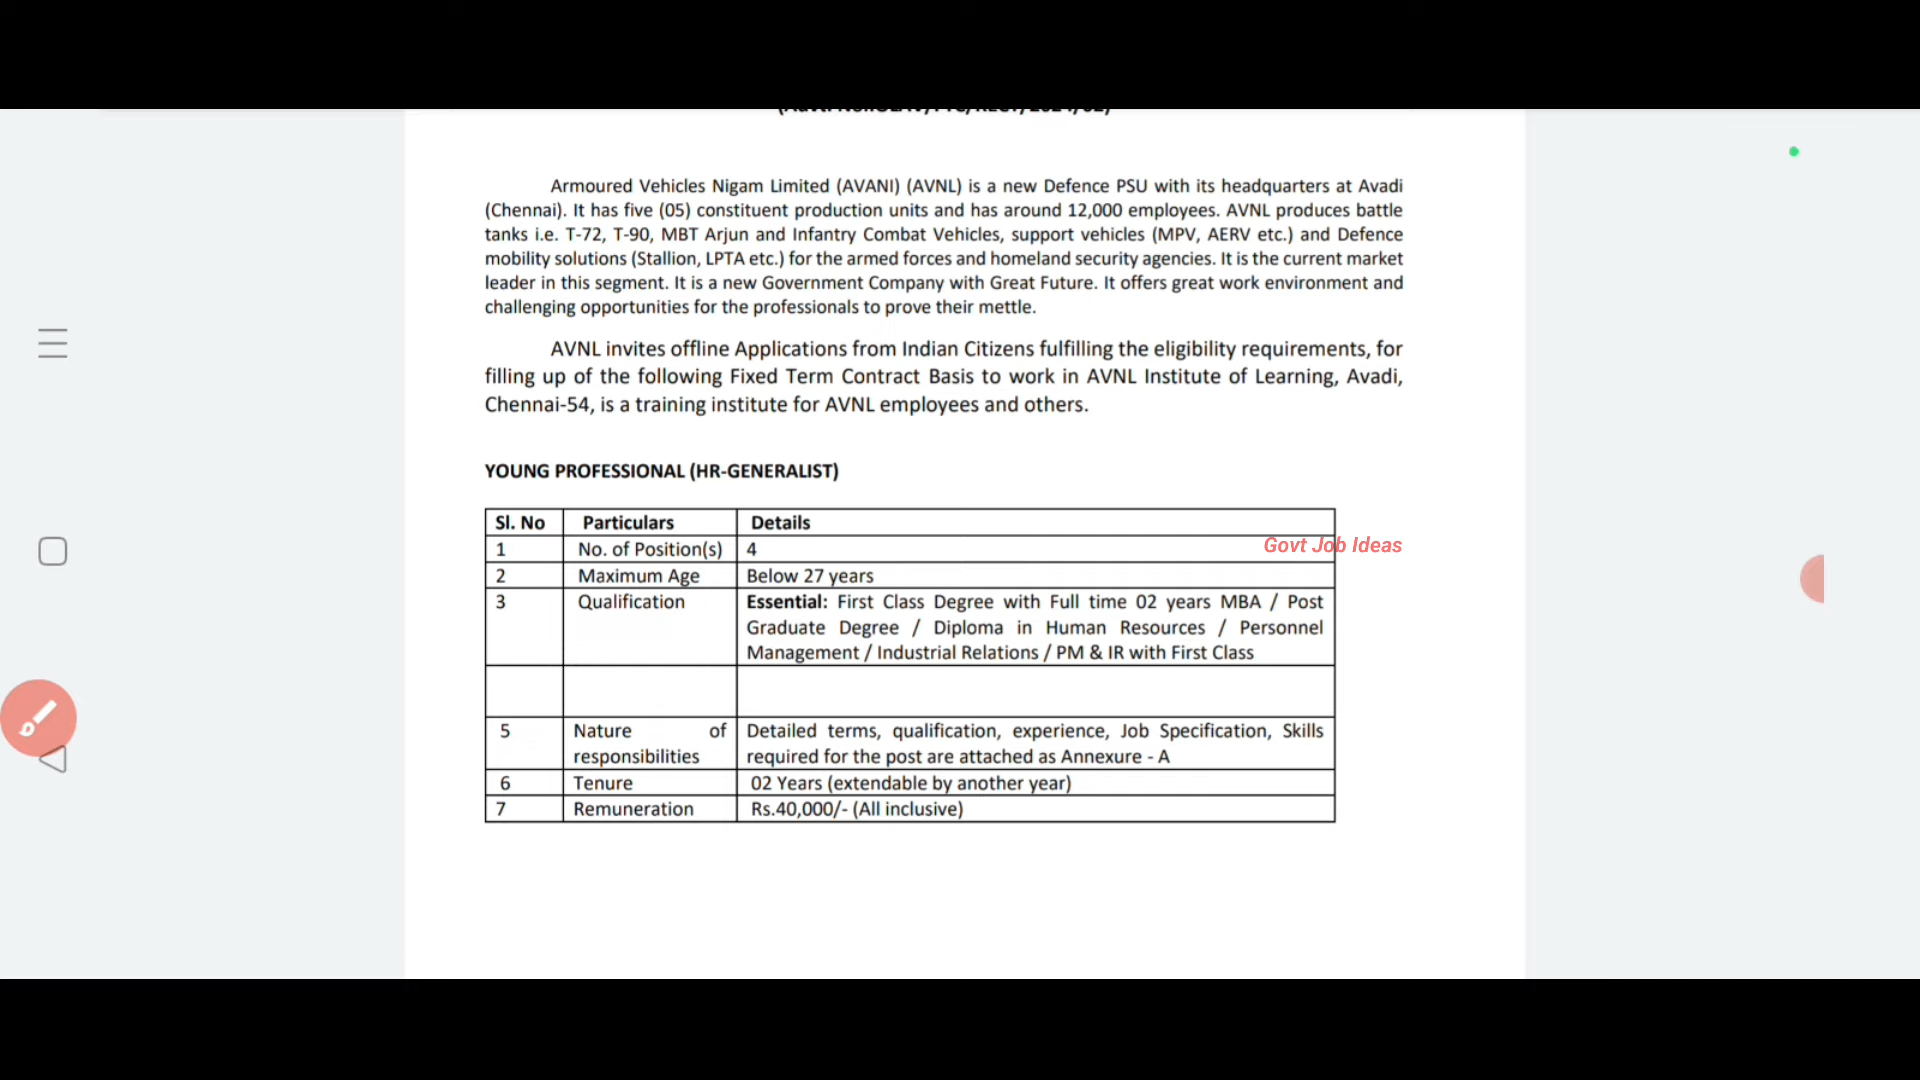 Armoured Vehicles Nigam Limited (AVANI) (AVNL) is a new Defence PSU with its headquarters at Avadi
(Chennai). It has five (05) constituent production units and has around 12,000 employees. AVNL produces battle
tanks i.e. T-72, T-90, MBT Arjun and Infantry Combat Vehicles, support vehicles (MPV, AERV etc.) and Defence
mobility solutions (Stallion, LPTA etc.) for the armed forces and homeland security agencies. It is the current market
leader in this segment. It is a new Government Company with Great Future. It offers great work environment and
challenging opportunities for the professionals to prove their mettle.
AVNL invites offline Applications from Indian Citizens fulfilling the eligibility requirements, for
filling up of the following Fixed Term Contract Basis to work in AVNL Institute of Learning, Avadi,
Chennai-54, is a training institute for AVNL employees and others.
YOUNG PROFESSIONAL (HR-GENERALIST)
Sl. No Particulars Details
1 No. of Position(s) 4
Govt Job Ideas
2 Maximum Age Below 27 years
3 Qualification Essential: First Class Degree with Full time 02 years MBA / Post
Graduate Degree / Diploma in Human Resources / Personnel
Management / Industrial Relations / PM & IR with First Class
5 Nature of Detailed terms, qualification, experience, Job Specification, Skills
responsibilities required for the post are attached as Annexure - A
6 Tenure 02 Years (extendable by another year)
7 Remuneration Rs.40,000/- (All inclusive)